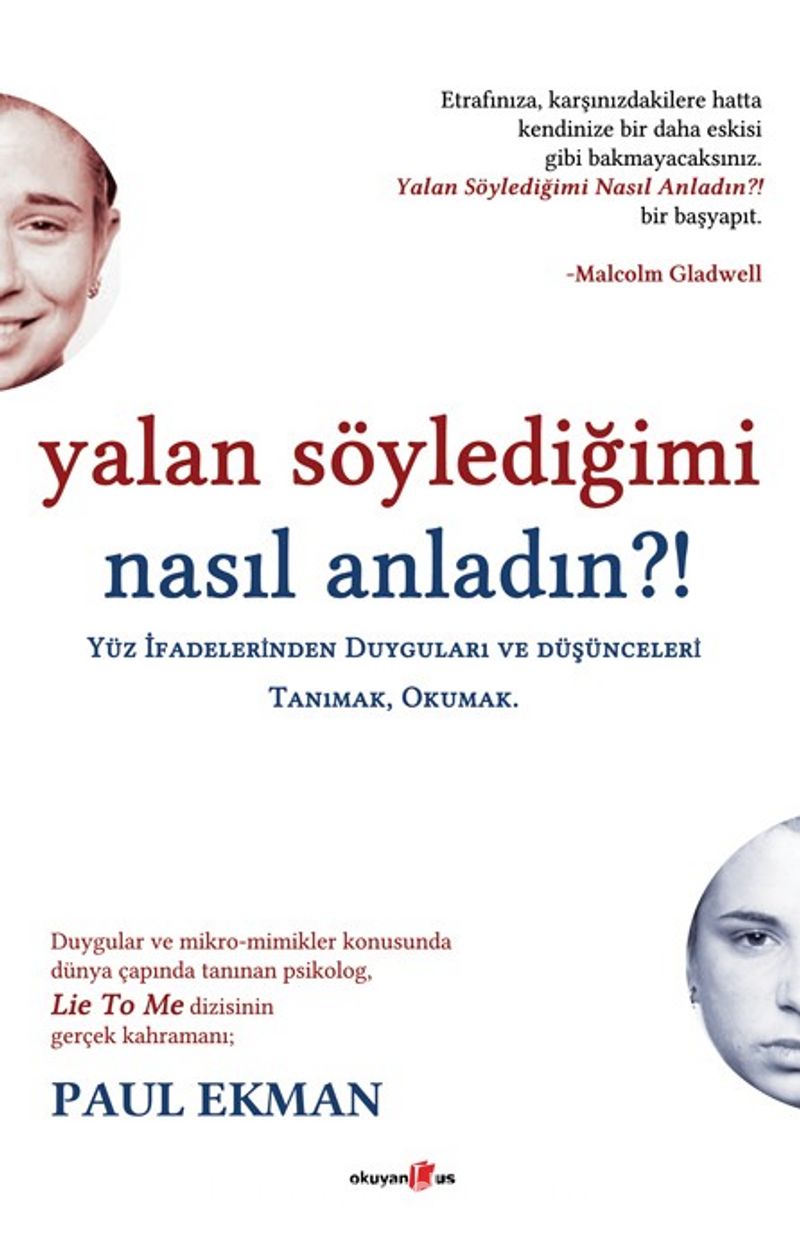 Etrafınıza, karşınızdakilere hatta
kendinize bir daha eskisi
gibi bakmayacaksınız.
Yalan Söylediğimi Nasıl Anladın?!
bir başyapıt.
-Malcolm Gladwell
yalan söylediğimi
nasıl anladın?!
Yüz İfadelerinden Duyguları ve düşünceleri
Tanımak, Okumak.
Duygular ve mikro-mimikler konusunda
dünya çapında tanınan psikolog,
Lie To Me dizisinin
gerçek kahramanı;
PAUL EKMAN
okuyan us